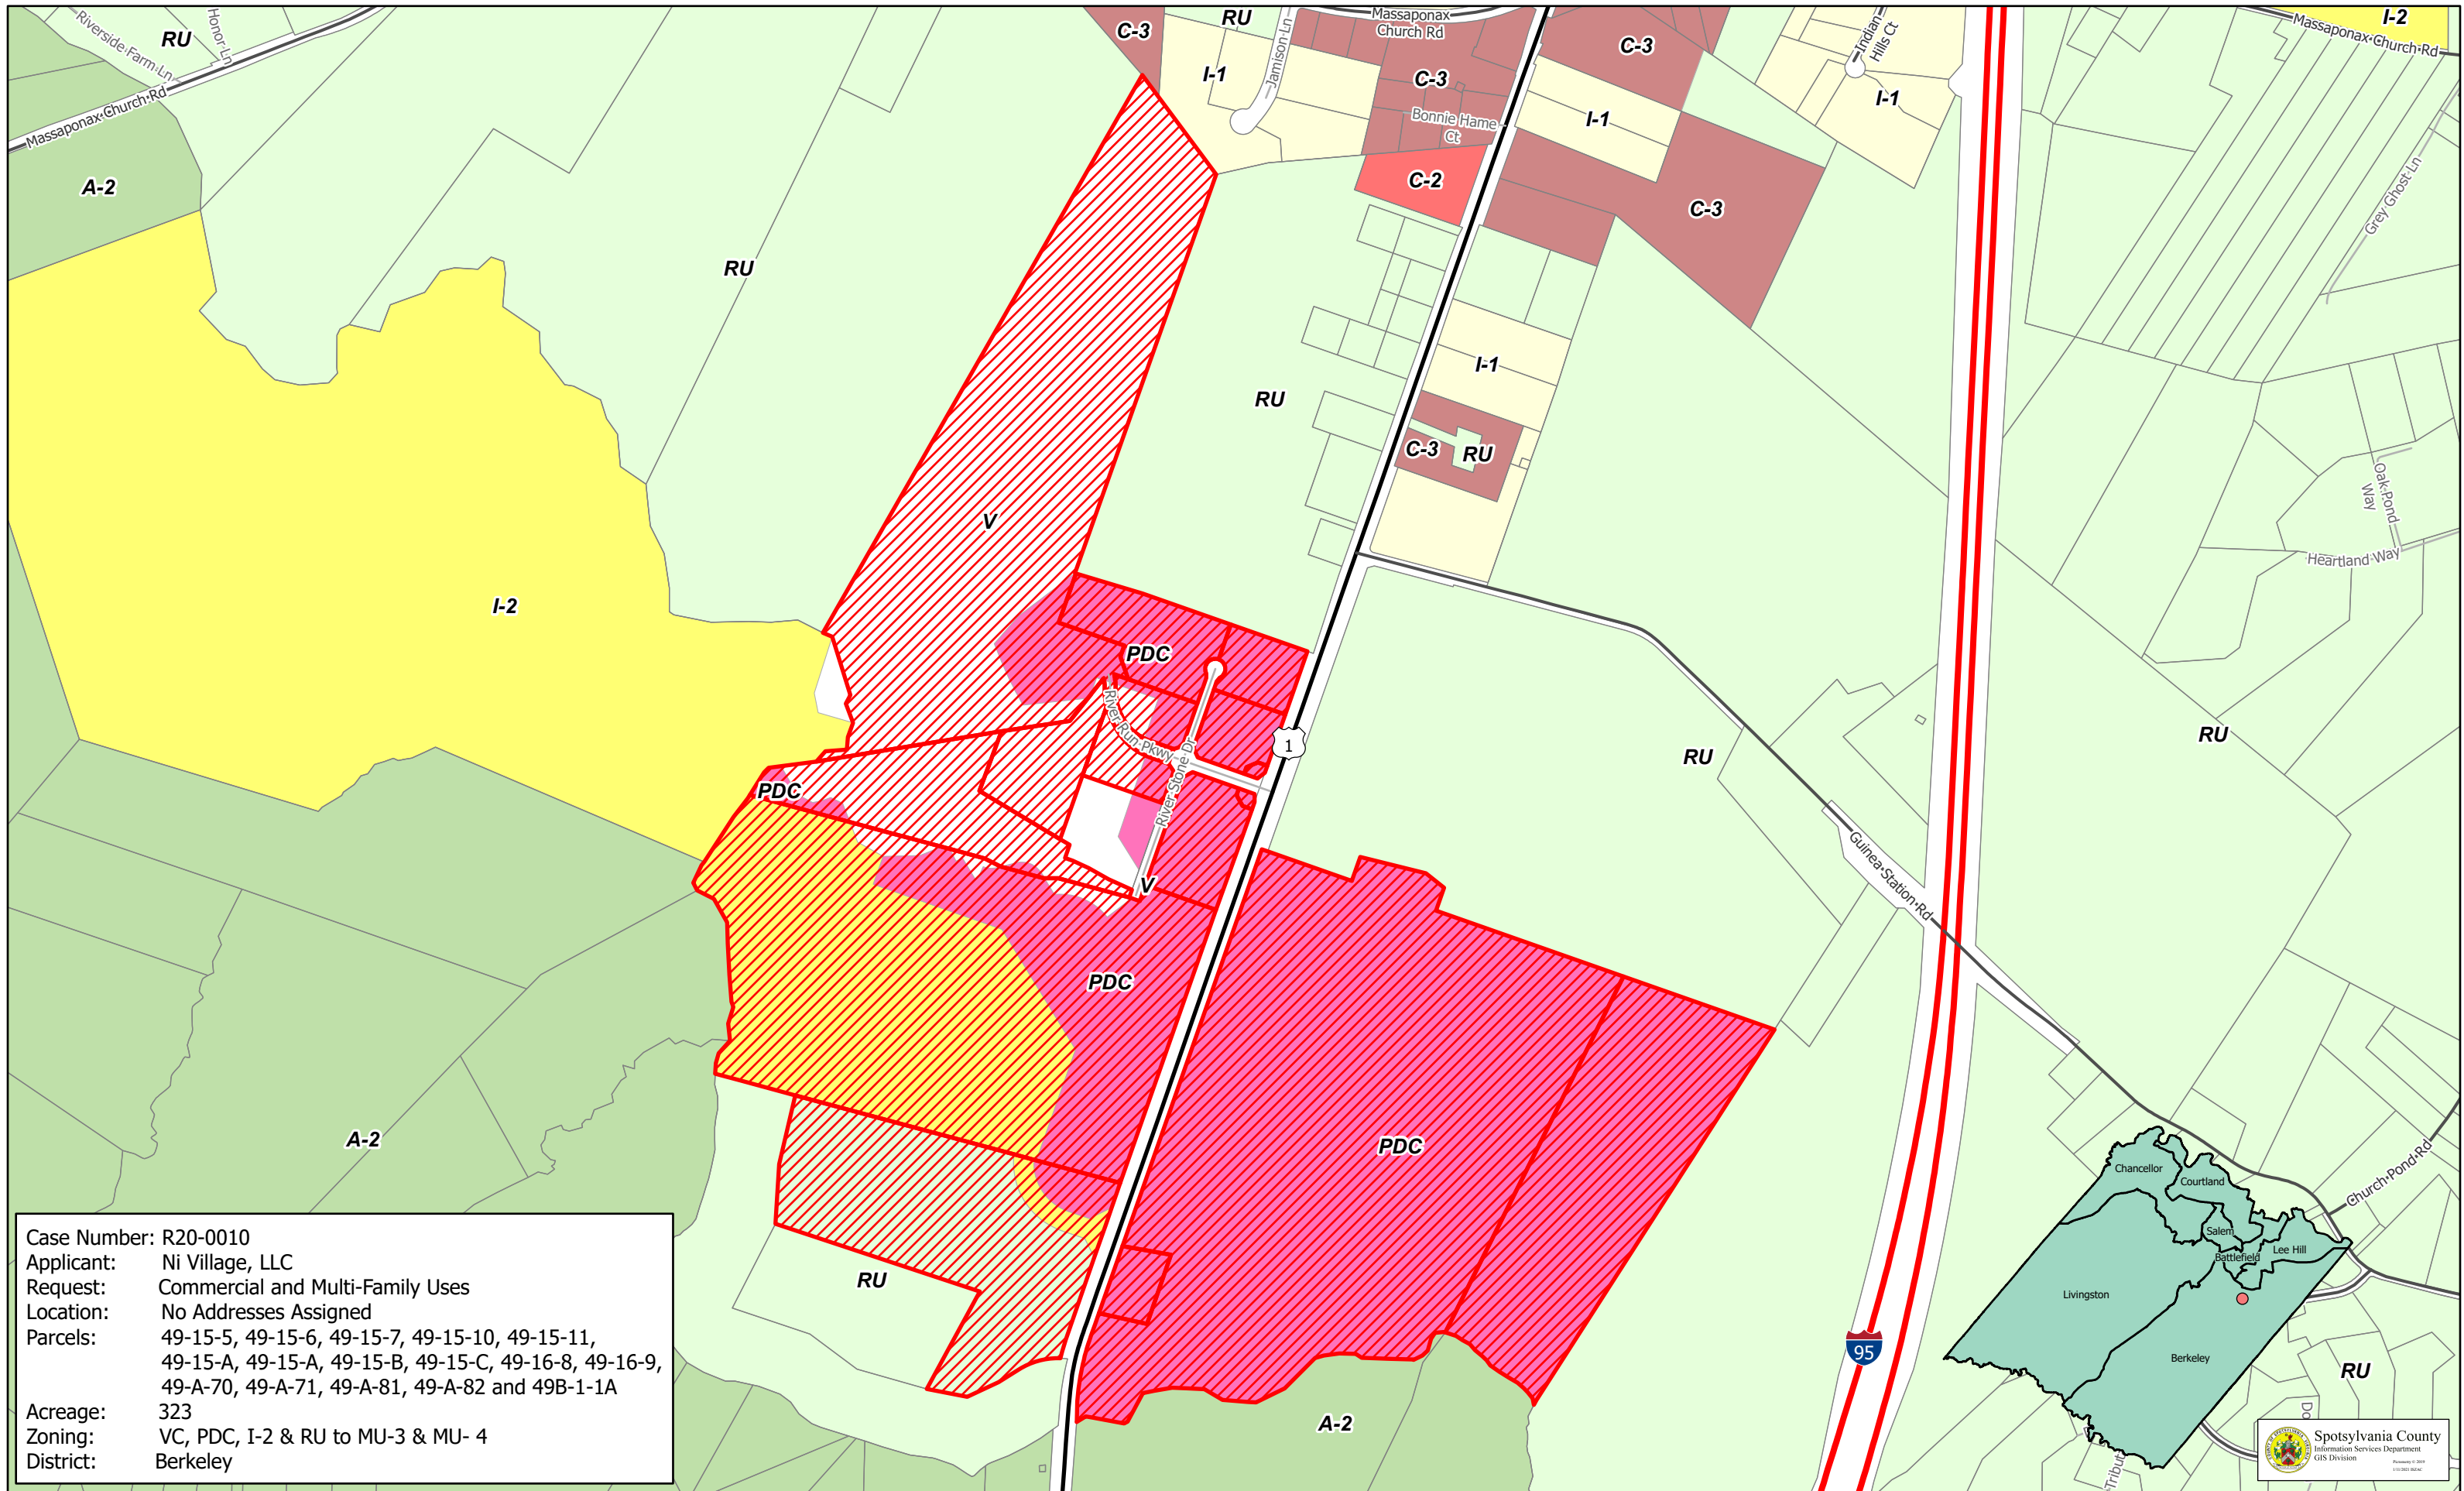 Massaponax
Church Rd
RU
Riverside Farm Ln
Honor Ln
RU
C-3
Jamison Ln
C-3
Indian
Hills Ct
I-2
Massaponax Church Rd
I-1
C-3
I-1
Massaponax Church Rd
Bonnie Hame
Ct
I-1
A-2
C-2
C-3
Grey Ghost Ln
RU
I-1
RU
C-3
RU
Oak Pond
Way
V
Heartland Way
I-2
PDC
River Run Pkwy
1
River Stone Dr
RU
RU
PDC
Guinea Station Rd
V
PDC
A-2
PDC
Church Pond Rd
RU
95
RU
A-2
Chancellor
Courtland
Salem
Battlefield
Lee Hill
Livingston
Berkeley
Do
Tribut
Case Number: R20-0010
Applicant: Ni Village, LLC
Request: Commercial and Multi-Family Uses
Location: No Addresses Assigned
Parcels: 49-15-5, 49-15-6, 49-15-7, 49-15-10, 49-15-11,
49-15-A, 49-15-A, 49-15-B, 49-15-C, 49-16-8, 49-16-9,
49-A-70, 49-A-71, 49-A-81, 49-A-82 and 49B-1-1A
Acreage: 323
Zoning: VC, PDC, I-2 & RU to MU-3 & MU- 4
District: Berkeley
Spotsylvania County
Information Services Department
GIS Division